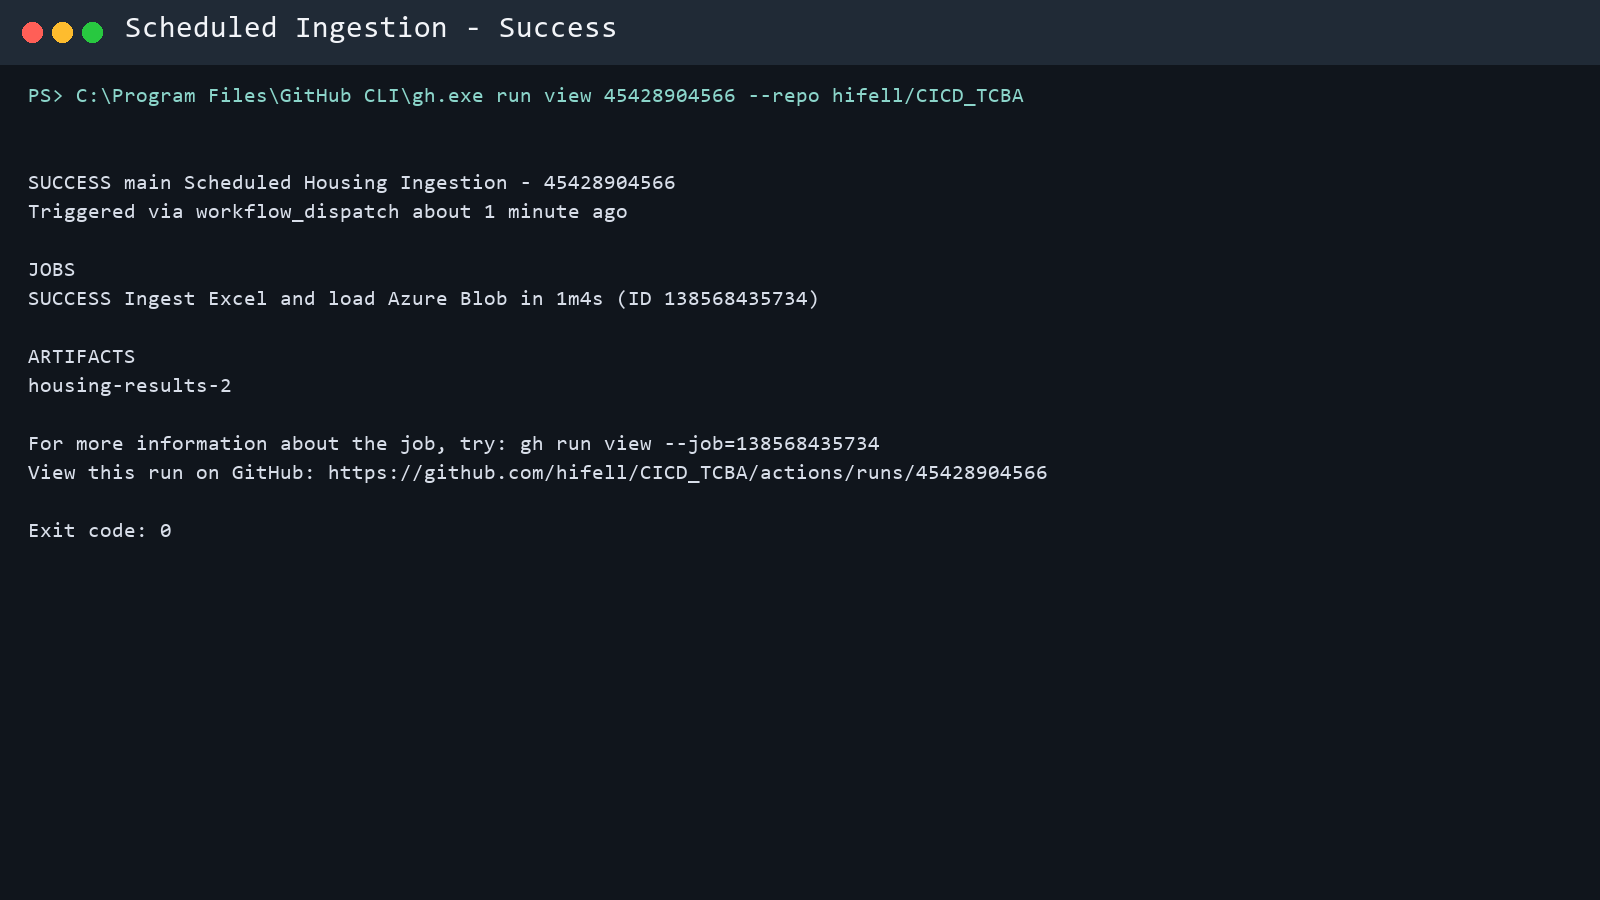 Scheduled Ingestion - Success
PS> C:\Program Files\GitHub CLI\gh.exe run view 45428904566 --repo hifell/CICD_TCBA
SUCCESS main Scheduled Housing Ingestion - 45428904566
Triggered via workflow_dispatch about 1 minute ago
JOBS
SUCCESS Ingest Excel and load Azure Blob in 1m4s (ID 138568435734)
ARTIFACTS
housing-results-2
For more information about the job, try: gh run view --job=138568435734
View this run on GitHub: https://github.com/hifell/CICD_TCBA/actions/runs/45428904566
Exit code: 0